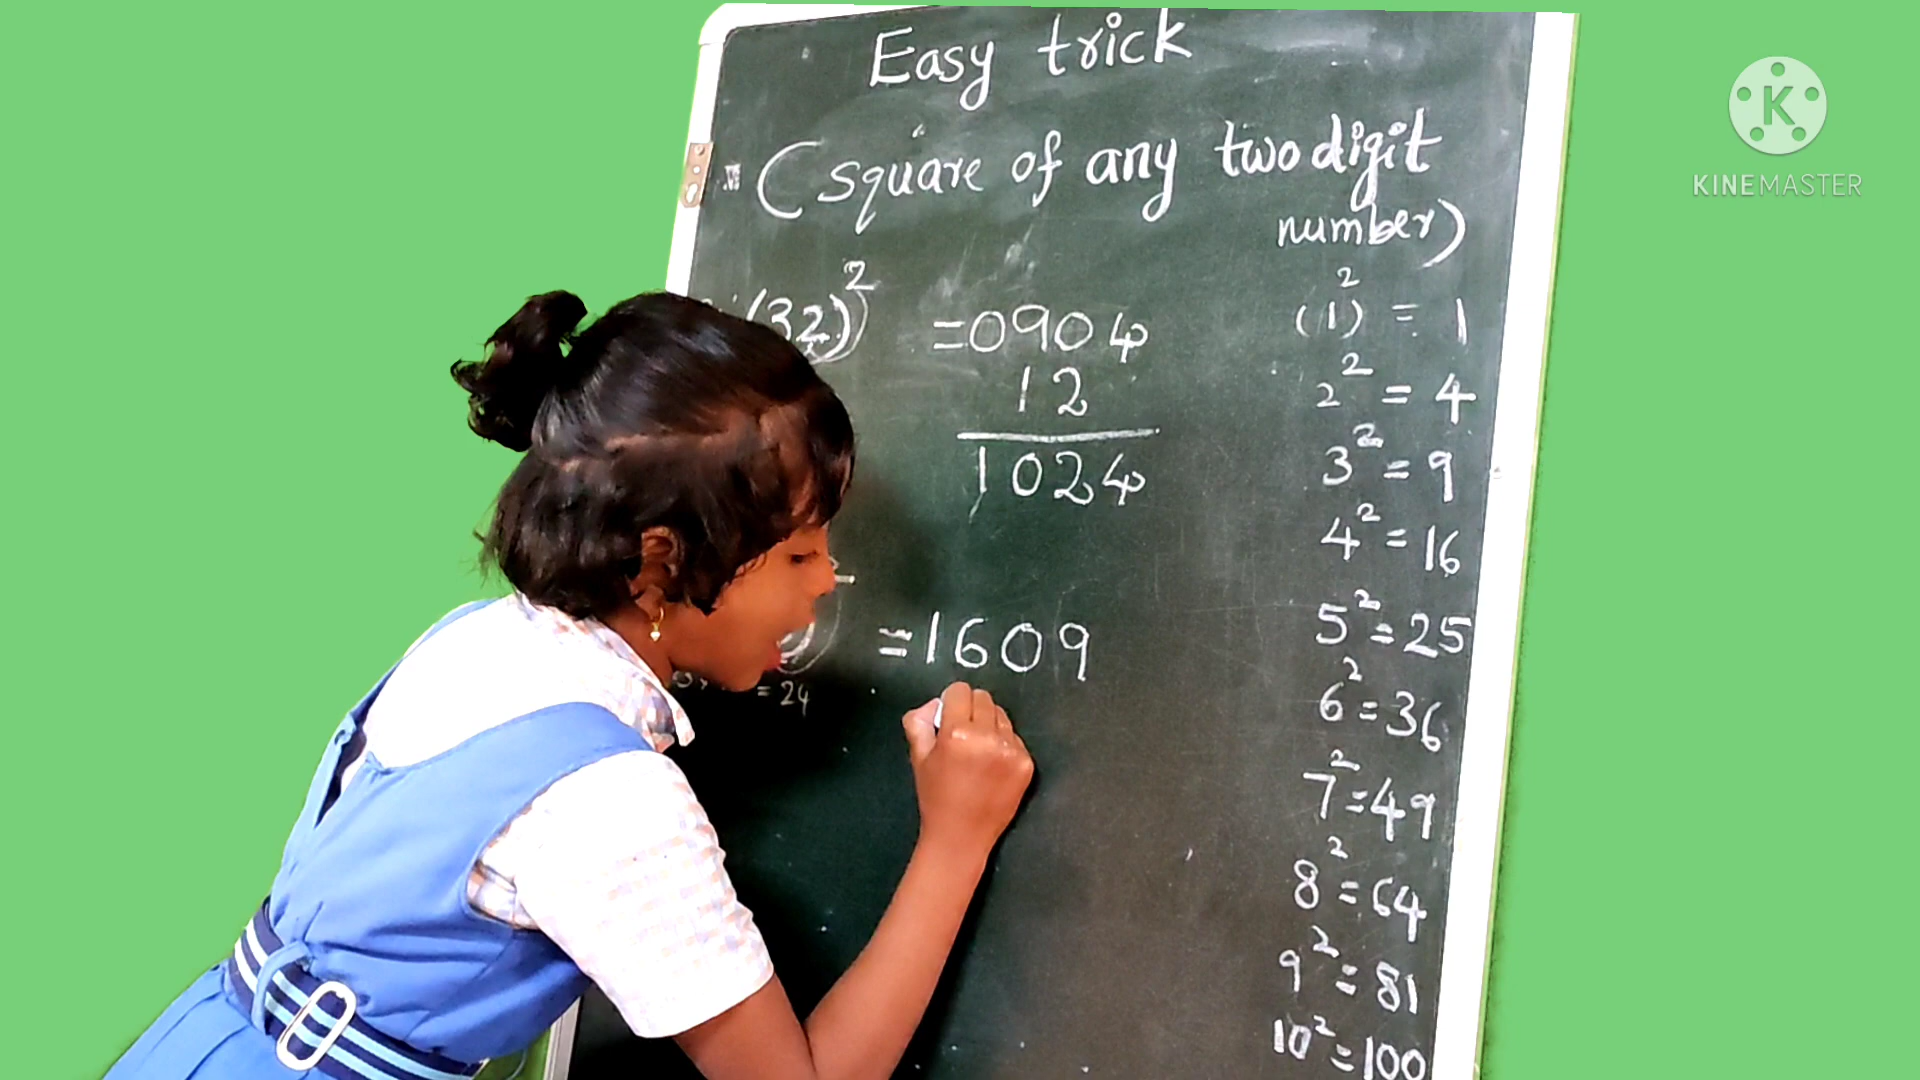 Easy trick
(square of any two digit
number)
(32)² = 0904
12
1024
= 1609
= 24
(1)² = 1
2² = 4
3² = 9
4² = 16
5² = 25
6² = 36
7² = 49
8² = 64
9² = 81
10² = 100
K
KINEMASTER